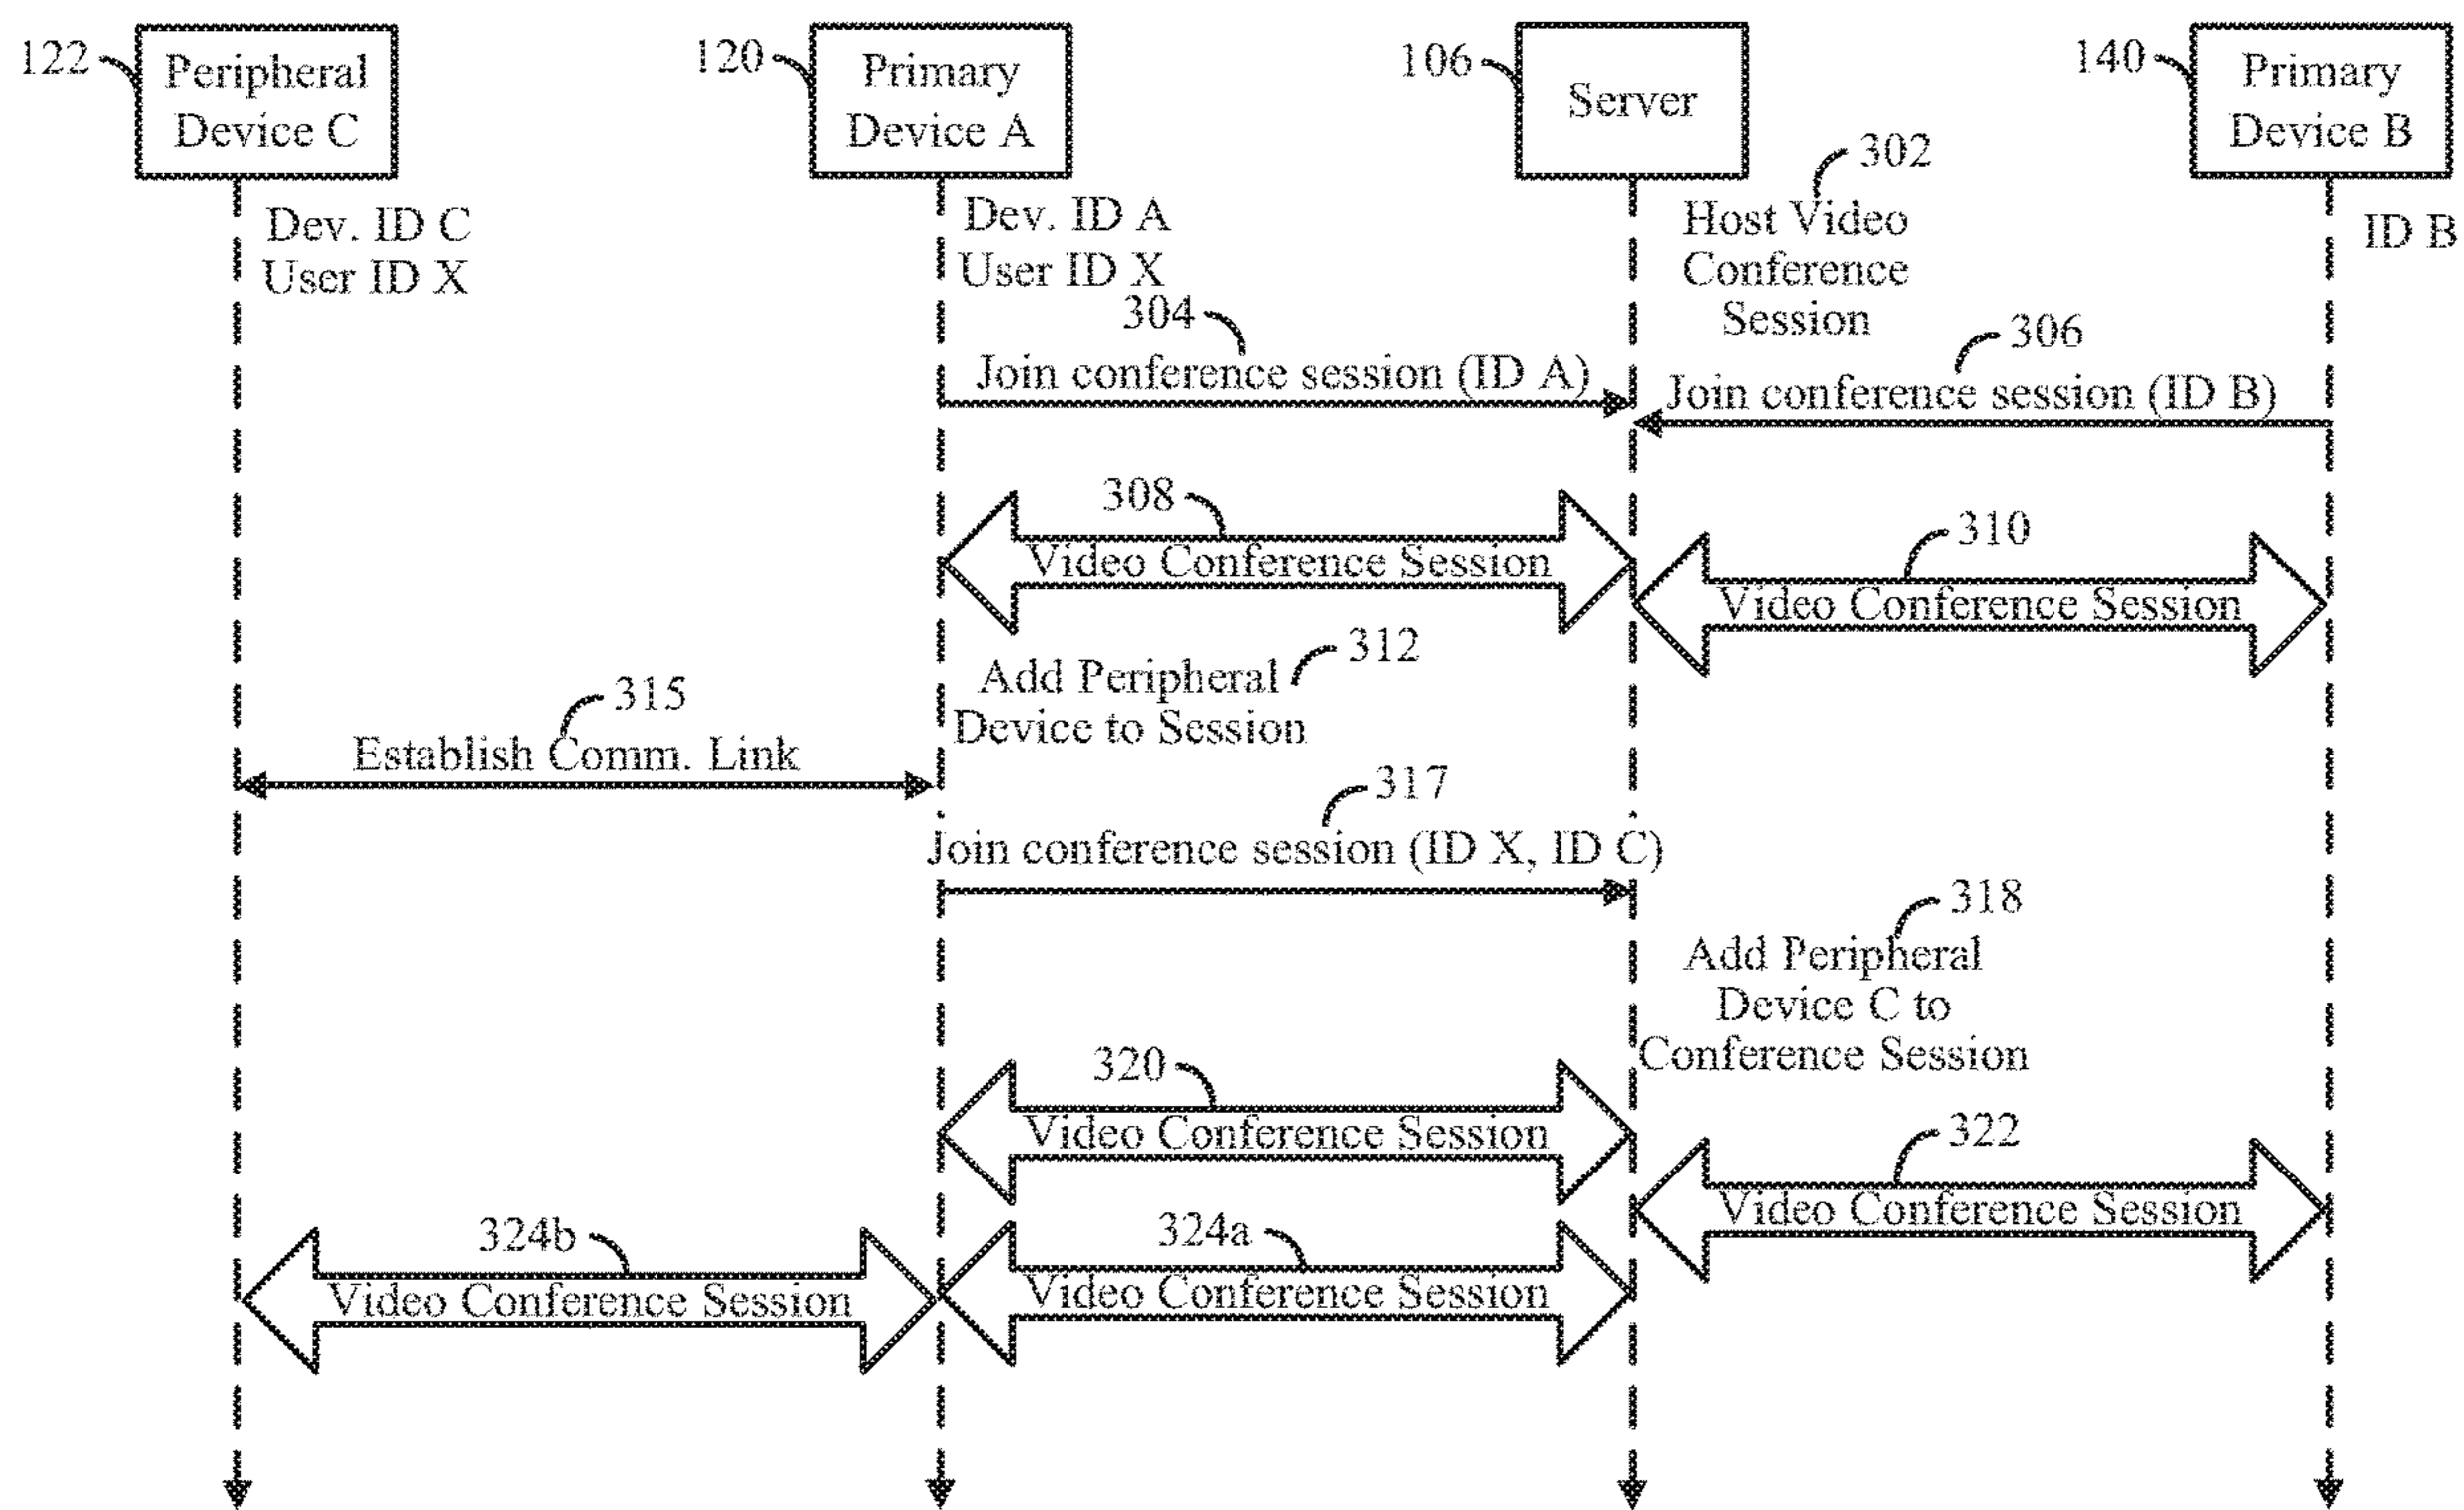 122
Peripheral
Device C
120
Primary
Device A
106
Server
140
Primary
Device B
Dev. ID C
User ID X
Dev. ID A
User ID X
302
Host Video
Conference
Session
ID B
304
Join conference session (ID A)
306
Join conference session (ID B)
308
Video Conference Session
310
Video Conference Session
312
Add Peripheral
Device to Session
315
Establish Comm. Link
317
Join conference session (ID X, ID C)
318
Add Peripheral
Device C to
Conference Session
320
Video Conference Session
322
Video Conference Session
324b
Video Conference Session
324a
Video Conference Session